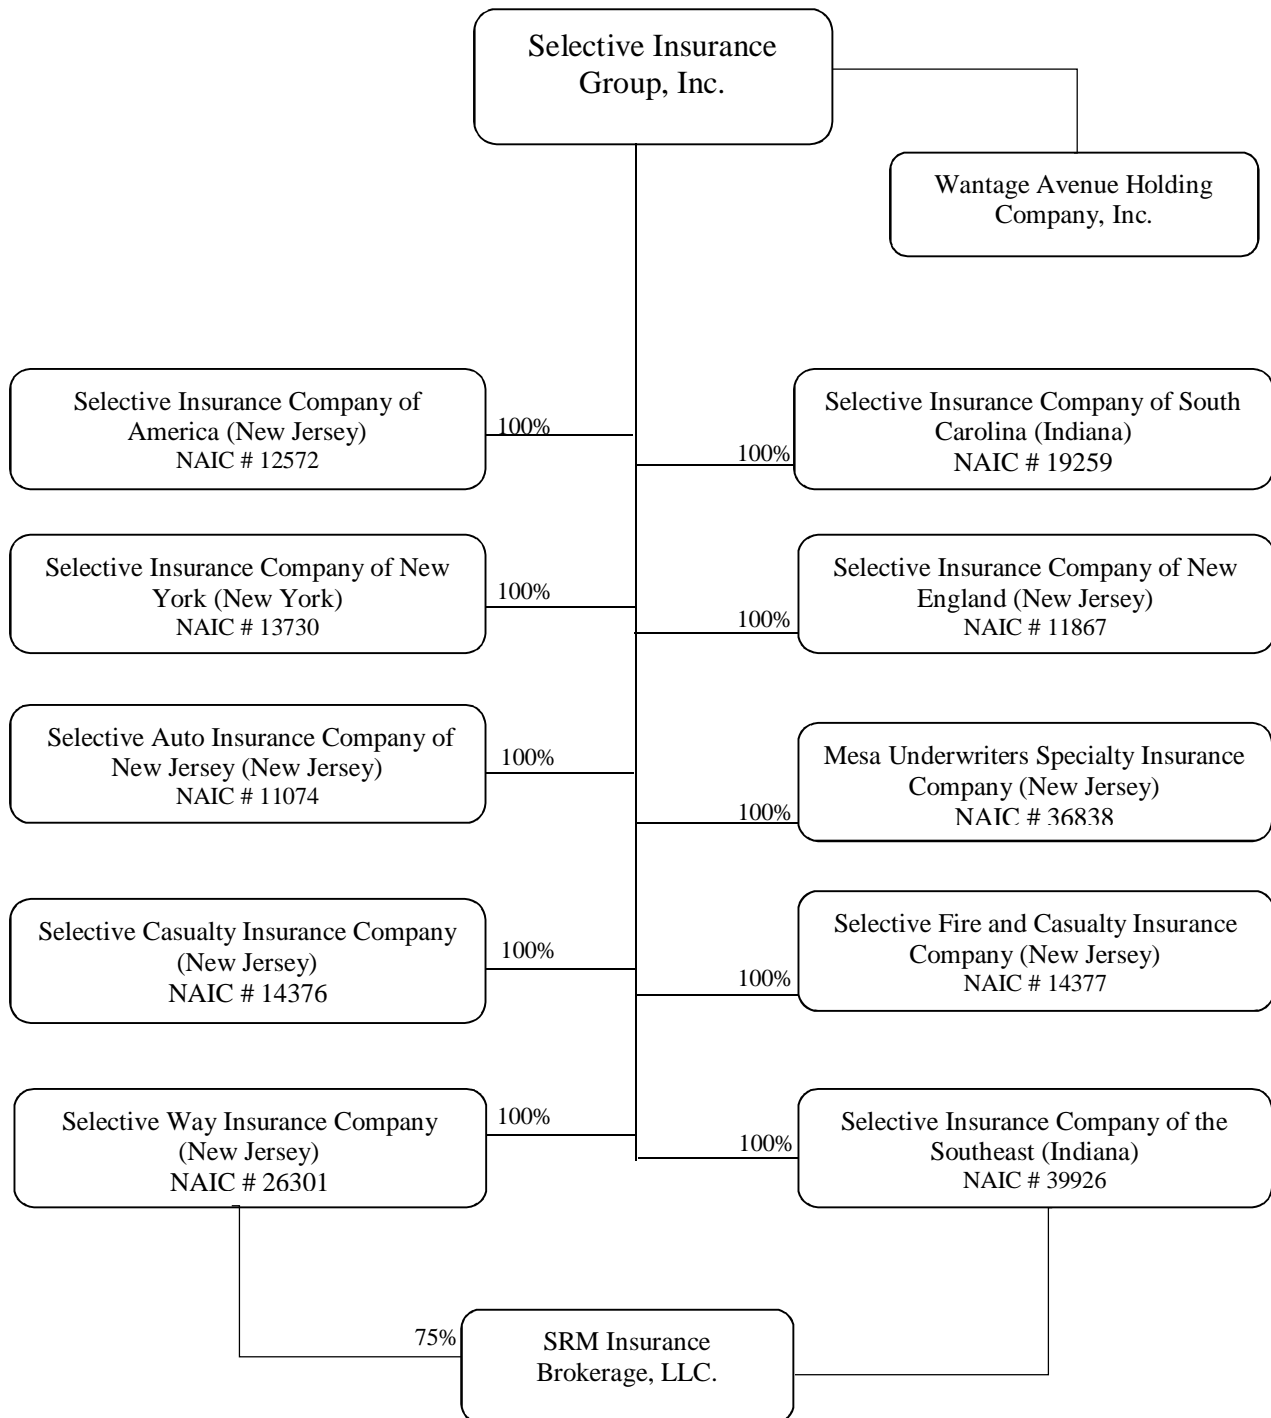 Selective Insurance
Group, Inc.
Wantage Avenue Holding
Company, Inc.
Selective Insurance Company of
America (New Jersey)
NAIC # 12572
100%
Selective Insurance Company of South
Carolina (Indiana)
NAIC # 19259
100%
Selective Insurance Company of New
York (New York)
NAIC # 13730
100%
Selective Insurance Company of New
England (New Jersey)
NAIC # 11867
100%
Selective Auto Insurance Company of
New Jersey (New Jersey)
NAIC # 11074
100%
Mesa Underwriters Specialty Insurance
Company (New Jersey)
NAIC # 36838
100%
Selective Casualty Insurance Company
(New Jersey)
NAIC # 14376
100%
Selective Fire and Casualty Insurance
Company (New Jersey)
NAIC # 14377
100%
Selective Way Insurance Company
(New Jersey)
NAIC # 26301
100%
Selective Insurance Company of the
Southeast (Indiana)
NAIC # 39926
100%
75%
SRM Insurance
Brokerage, LLC.